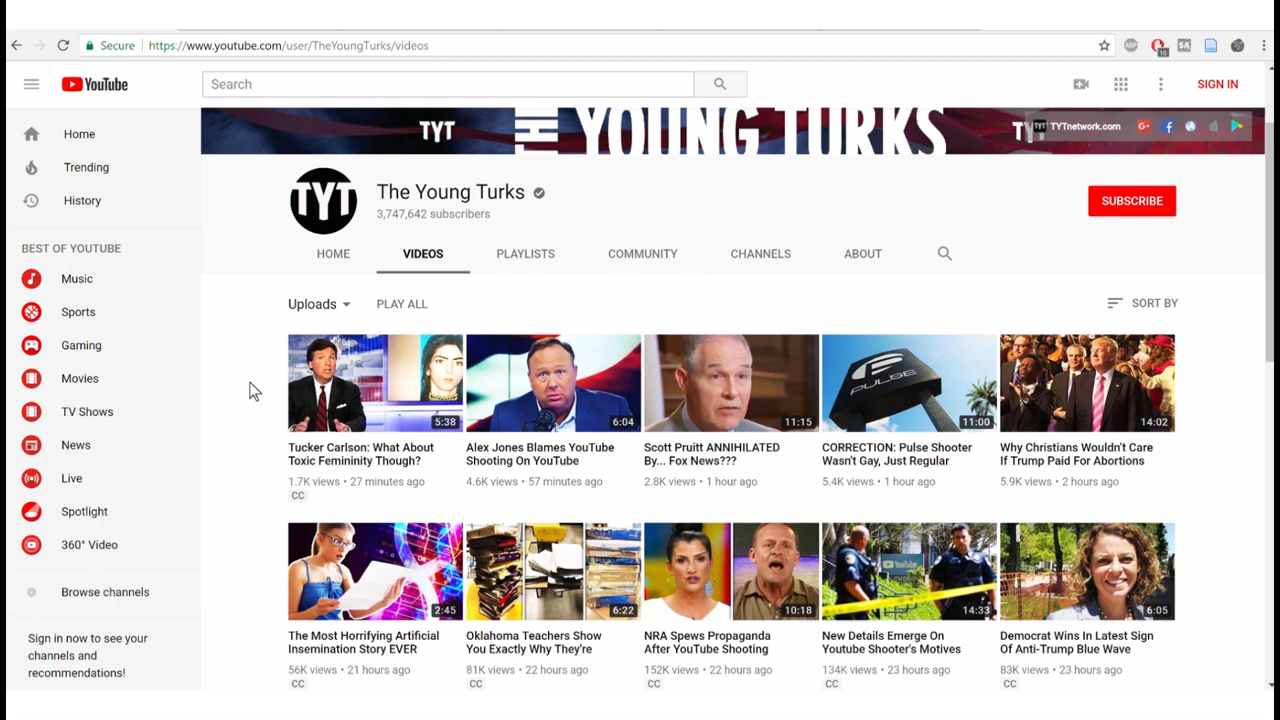 Secure
https://www.youtube.com/user/TheYoungTurks/videos
ABP
10
SA
YouTube
Search
SIGN IN
TYT
THE YOUNG TURKS
TYT
TYTnetwork.com
Home
Trending
History
BEST OF YOUTUBE
Music
Sports
Gaming
Movies
TV Shows
News
Live
Spotlight
360° Video
Browse channels
Sign in now to see your
channels and
recommendations!
TYT
The Young Turks
3,747,642 subscribers
SUBSCRIBE
HOME
VIDEOS
PLAYLISTS
COMMUNITY
CHANNELS
ABOUT
Uploads
PLAY ALL
SORT BY
5:38
Tucker Carlson: What About
Toxic Femininity Though?
1.7K views • 27 minutes ago
CC
6:04
Alex Jones Blames YouTube
Shooting On YouTube
4.6K views • 57 minutes ago
11:15
Scott Pruitt ANNIHILATED
By... Fox News???
2.8K views • 1 hour ago
PULSE
11:00
CORRECTION: Pulse Shooter
Wasn't Gay, Just Regular
5.4K views • 1 hour ago
14:02
Why Christians Wouldn't Care
If Trump Paid For Abortions
5.9K views • 2 hours ago
2:45
The Most Horrifying Artificial
Insemination Story EVER
56K views • 21 hours ago
CC
6:22
Oklahoma Teachers Show
You Exactly Why They're
81K views • 22 hours ago
CC
10:18
NRA Spews Propaganda
After YouTube Shooting
152K views • 22 hours ago
CC
YouTube
14:33
New Details Emerge On
Youtube Shooter's Motives
134K views • 23 hours ago
CC
6:05
Democrat Wins In Latest Sign
Of Anti-Trump Blue Wave
83K views • 23 hours ago
CC